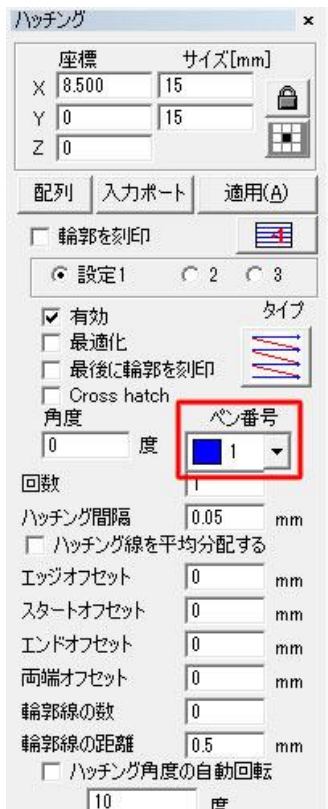 ハッチング ×
座標 サイズ[mm]
X 8.500 15
Y 0 15
Z 0
配列 入力ポート 適用(A)
輪郭を刻印
設定1 2 3
有効 タイプ
最適化
最後に輪郭を刻印
Cross hatch
角度 ペン番号
0 度 1
回数 1
ハッチング間隔 0.05 mm
ハッチング線を平均分配する
エッジオフセット 0 mm
スタートオフセット 0 mm
エンドオフセット 0 mm
両端オフセット 0 mm
輪郭線の数 0
輪郭線の距離 0.5 mm
ハッチング角度の自動回転
10 度